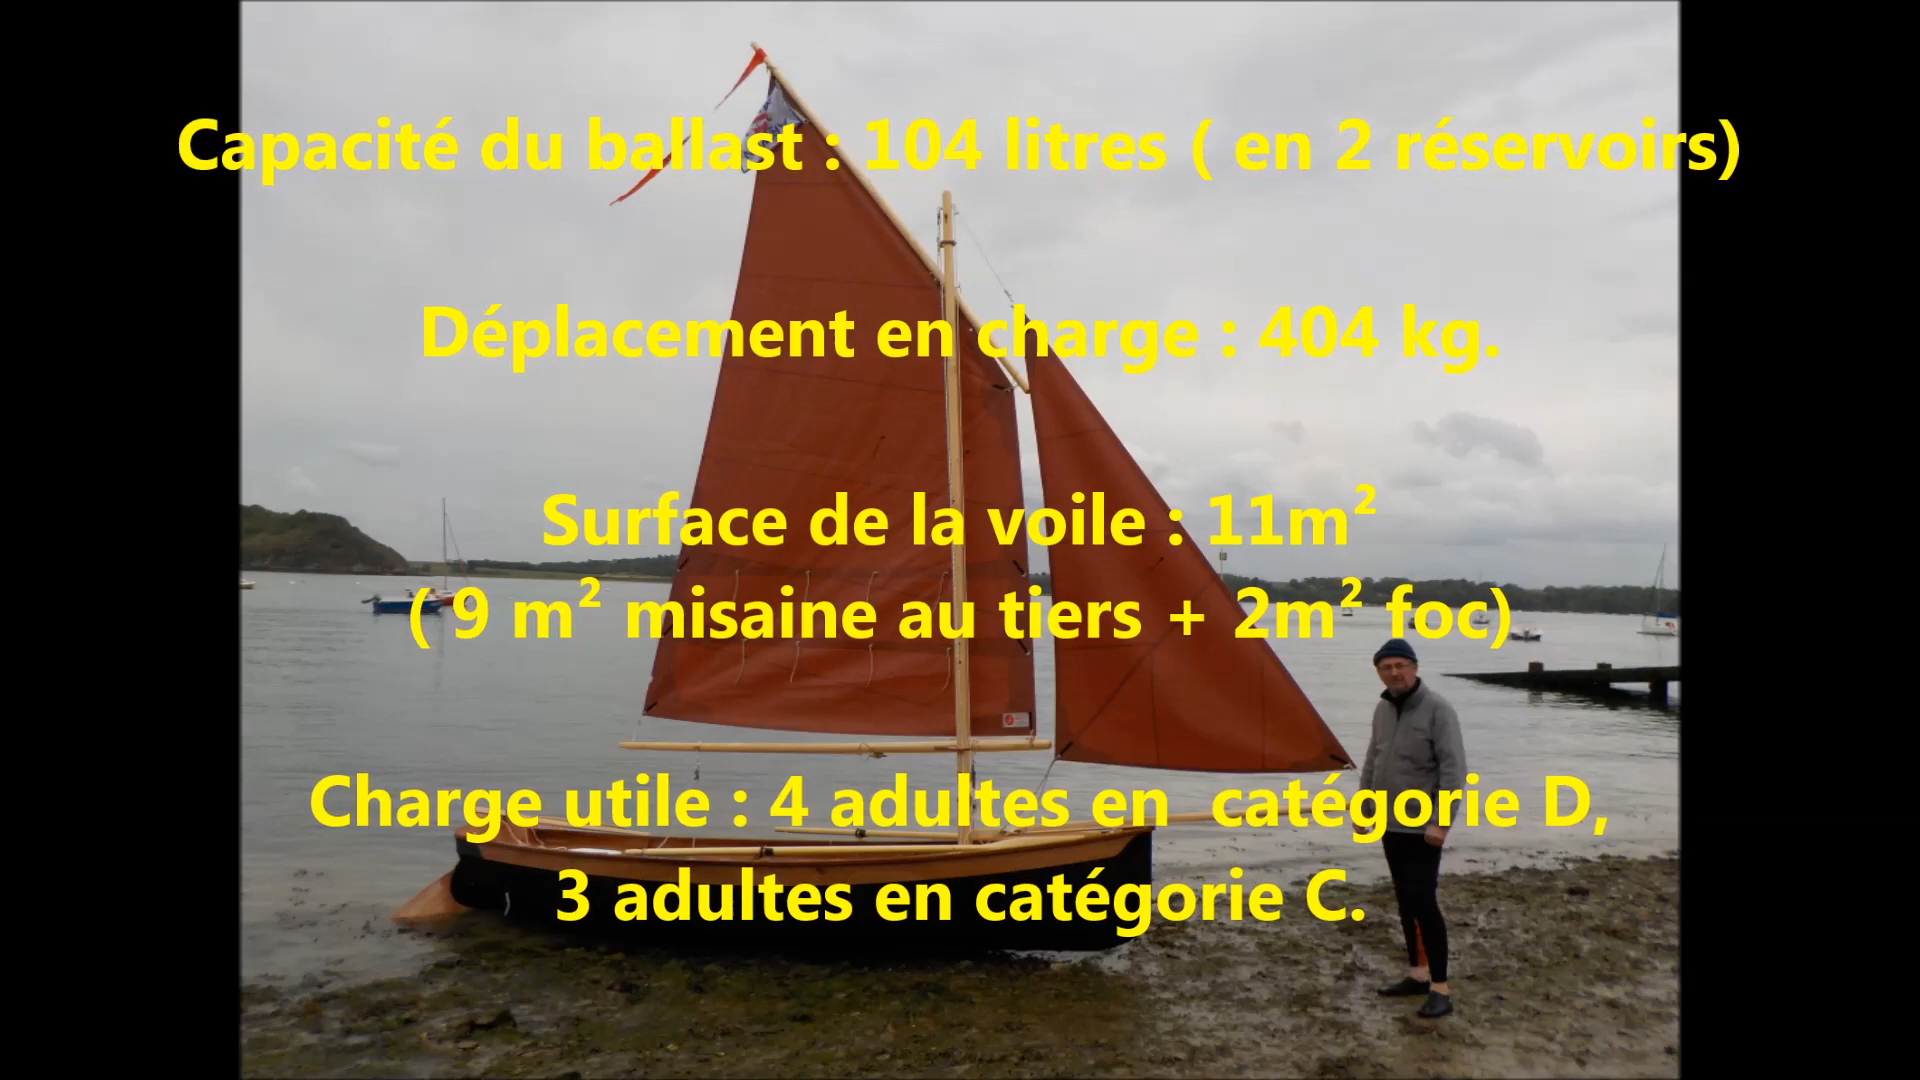 Capacité du ballast : 104 litres ( en 2 réservoirs)
Déplacement en charge : 404 kg.
Surface de la voile : 11m²
( 9 m² misaine au tiers + 2m² foc)
Charge utile : 4 adultes en  catégorie D,
3 adultes en catégorie C.